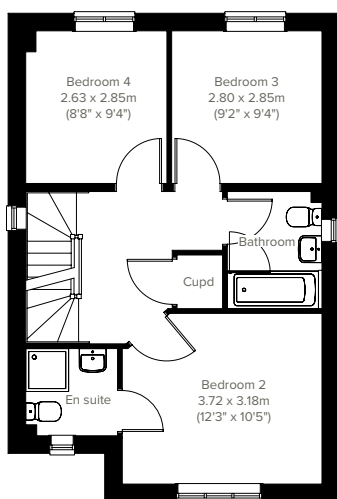 Bedroom 4
2.63 x 2.85m
(8'8" x 9'4")
Bedroom 3
2.80 x 2.85m
(9'2" x 9'4")
Bathroom
Cupd
Bedroom 2
3.72 x 3.18m
(12'3" x 10'5")
En suite